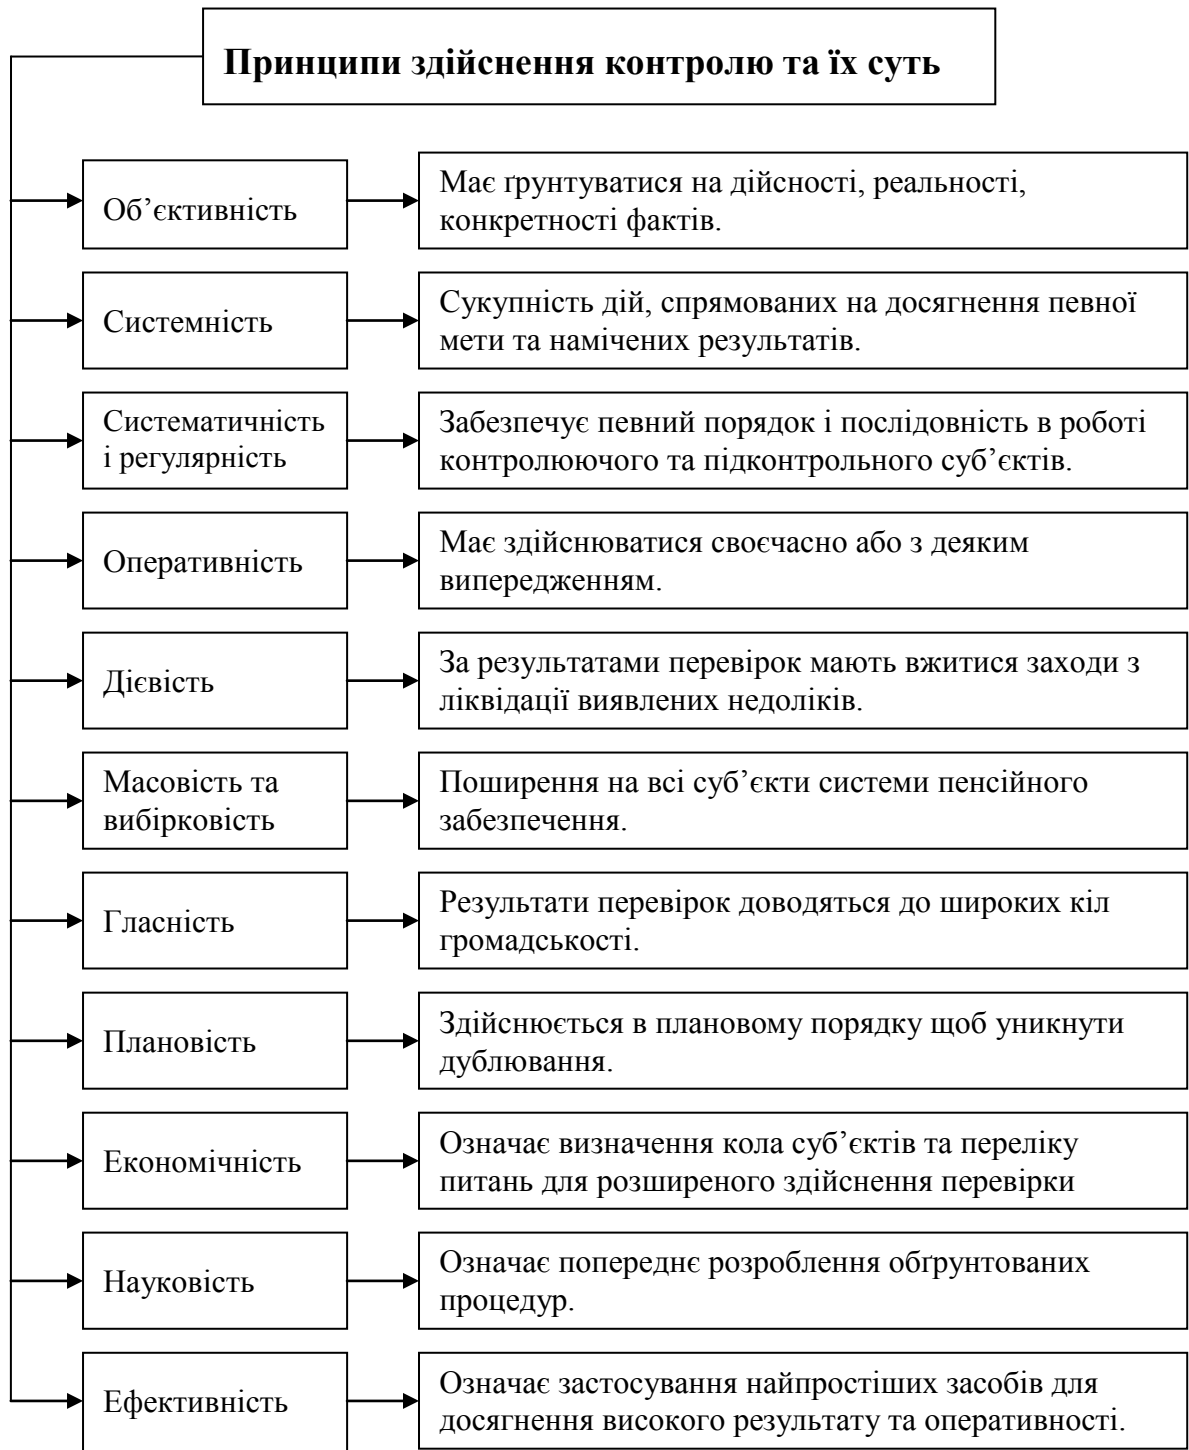 Принципи здійснення контролю та їх суть
Об’єктивність
Має ґрунтуватися на дійсності, реальності,
конкретності фактів.
Системність
Сукупність дій, спрямованих на досягнення певної
мети та намічених результатів.
Систематичність
і регулярність
Забезпечує певний порядок і послідовність в роботі
контролюючого та підконтрольного суб’єктів.
Оперативність
Має здійснюватися своєчасно або з деяким
випередженням.
Дієвість
За результатами перевірок мають вжитися заходи з
ліквідації виявлених недоліків.
Масовість та
вибірковість
Поширення на всі суб’єкти системи пенсійного
забезпечення.
Гласність
Результати перевірок доводяться до широких кіл
громадськості.
Плановість
Здійснюється в плановому порядку щоб уникнути
дублювання.
Економічність
Означає визначення кола суб’єктів та переліку
питань для розширеного здійснення перевірки
Науковість
Означає попереднє розроблення обґрунтованих
процедур.
Ефективність
Означає застосування найпростіших засобів для
досягнення високого результату та оперативності.